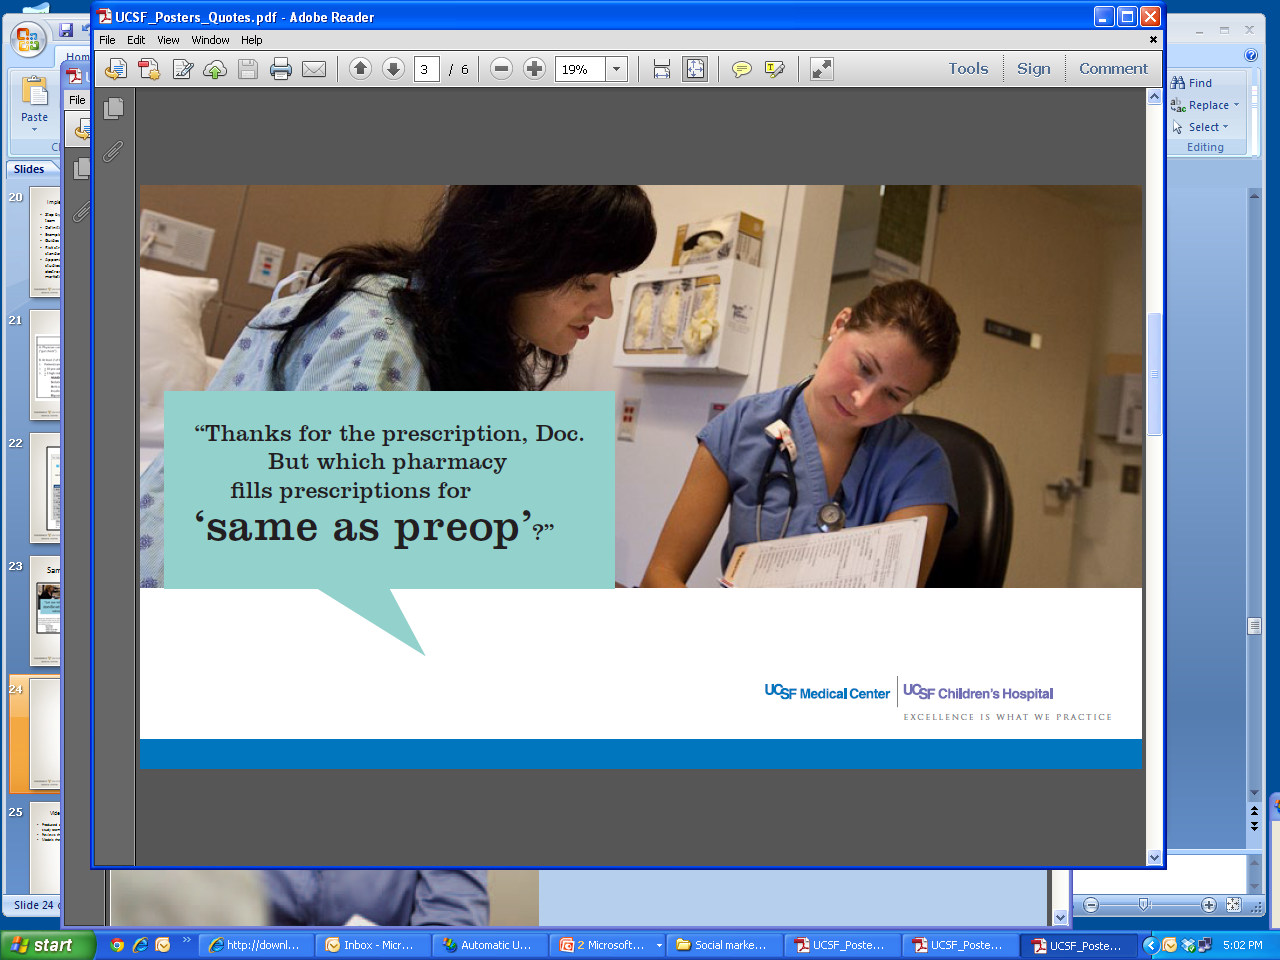 UCSF_Posters_Quotes.pdf - Adobe Reader
File Edit View Window Help
3 / 6 19% Tools Sign Comment
Home
Paste
File
Find
Replace
Select
Editing
Slides
20
21
22
23
24
25
“Thanks for the prescription, Doc.
But which pharmacy
fills prescriptions for
‘same as preop’?”
UCSF Medical Center UCSF Children's Hospital
EXCELLENCE IS WHAT WE PRACTICE
Slide 24
start http://downl... Inbox - Micr... Automatic U... 2 Microsoft... Social marke... UCSF_Poste... UCSF_Poste... UCSF_Poste... 5:02 PM